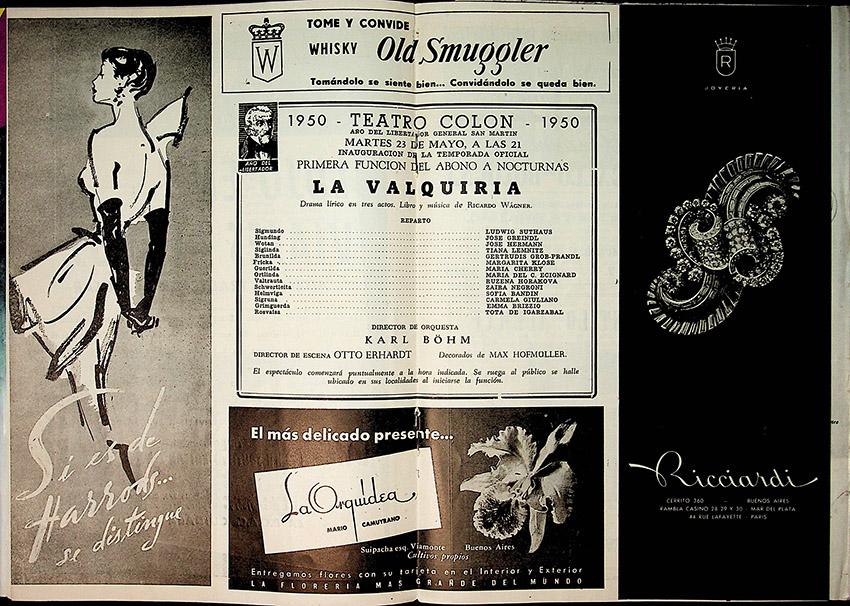 Si es de
Harrods...
se distingue
W
TOME Y CONVIDE
WHISKY Old Smuggler
Tomándolo se siente bien... Convidándolo se queda bien.
AÑO DEL
LIBERTADOR
1950 - TEATRO COLON - 1950
AÑO DEL LIBERTADOR GENERAL SAN MARTIN
MARTES 23 DE MAYO, A LAS 21
INAUGURACION DE LA TEMPORADA OFICIAL
PRIMERA FUNCION DEL ABONO A NOCTURNAS
LA VALQUIRIA
Drama lírico en tres actos. Libro y música de RICARDO WAGNER.
REPARTO
Sigmundo LUDWIG SUTHAUS
Hunding JOSE GREINDL
Wotan JOSE HERMANN
Siglinda TIANA LEMNITZ
Brunilda GERTRUDIS GROB-PRANDL
Fricka MARGARITA KLOSE
Guerilda MARIA CHERRY
Ortlinda MARIA DEL C. ECIGNARD
Valtrauta RUZENA HORAKOVA
Schwerticita ZAIRA NEGRONI
Helmviga SOFIA BANDIN
Sigruna CARMELA GIULIANO
Grimguerda EMMA BRIZZIO
Rosvaisa TOTA DE IGARZABAL
DIRECTOR DE ORQUESTA
KARL BÖHM
DIRECTOR DE ESCENA OTTO ERHARDT Decorados de MAX HOFMÜLLER.
El espectáculo comenzará puntualmente a la hora indicada. Se ruega al público se halle
ubicado en sus localidades al iniciarse la función.
El más delicado presente...
La Orquídea
MARIO CAMUYRANO
Suipacha esq. Viamonte Buenos Aires
Cultivos propios
Entregamos flores con su tarjeta en el Interior y Exterior
LA FLORERIA MAS GRANDE DEL MUNDO
R
JOYERIA
Ricciardi
CERRITO 360 - BUENOS AIRES
RAMBLA CASINO 28 29 Y 30 - MAR DEL PLATA
44 RUE LAFAYETTE - PARIS